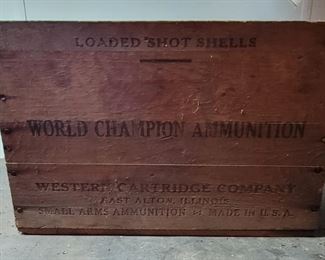 LOADED SHOT SHELLS
WORLD CHAMPION AMMUNITION
WESTERN CARTRIDGE COMPANY
EAST ALTON, ILLINOIS
SMALL ARMS AMMUNITION MADE IN U.S.A.